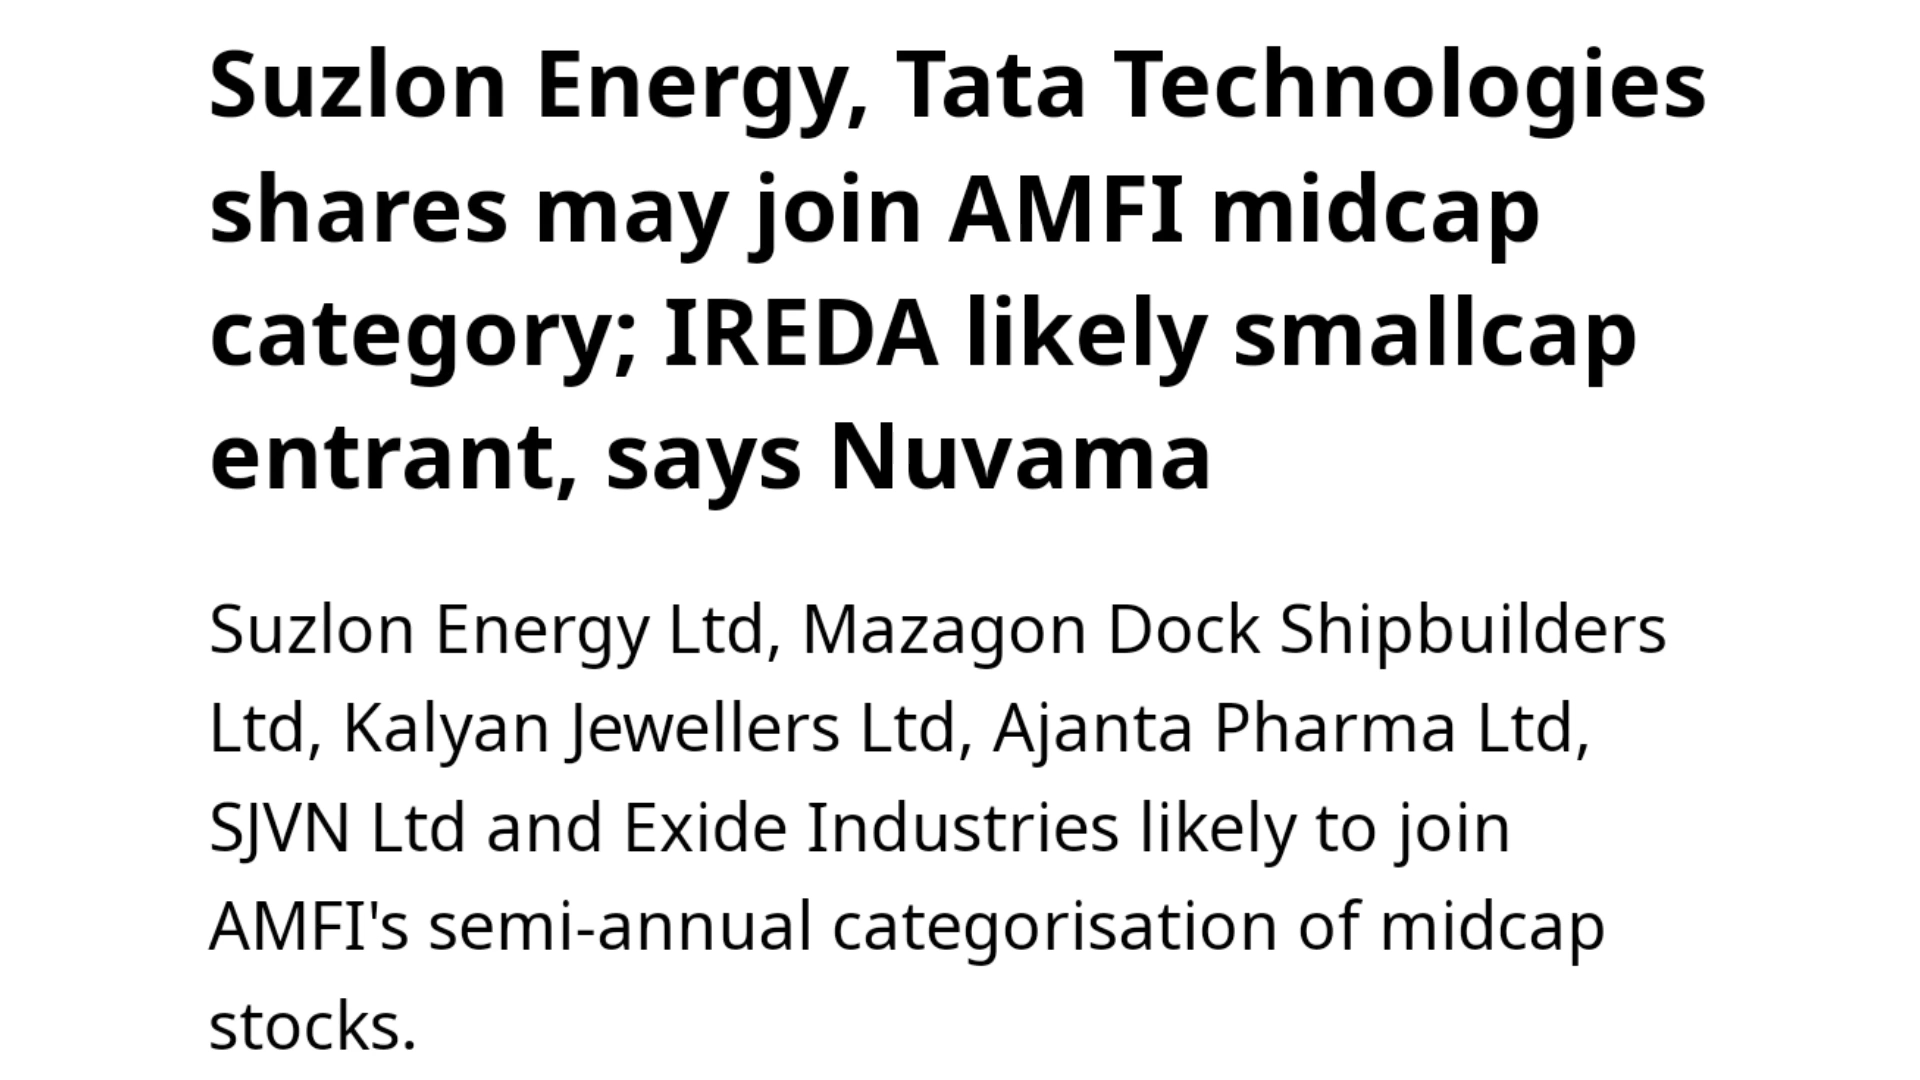 Suzlon Energy, Tata Technologies
shares may join AMFI midcap
category; IREDA likely smallcap
entrant, says Nuvama
Suzlon Energy Ltd, Mazagon Dock Shipbuilders
Ltd, Kalyan Jewellers Ltd, Ajanta Pharma Ltd,
SJVN Ltd and Exide Industries likely to join
AMFI's semi-annual categorisation of midcap
stocks.